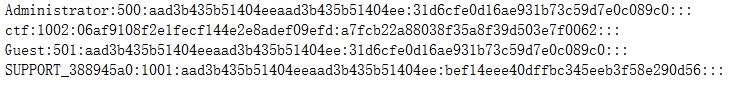 Administrator:500:aad3b435b51404eeaad3b435b51404ee:31d6cfe0d16ae931b73c59d7e0c089c0:::
ctf:1002:06af9108f2e1fecf144e2e8adef09efd:a7fcb22a88038f35a8f39d503e7f0062:::
Guest:501:aad3b435b51404eeaad3b435b51404ee:31d6cfe0d16ae931b73c59d7e0c089c0:::
SUPPORT_388945a0:1001:aad3b435b51404eeaad3b435b51404ee:bef14eee40dffbc345eeb3f58e290d56:::